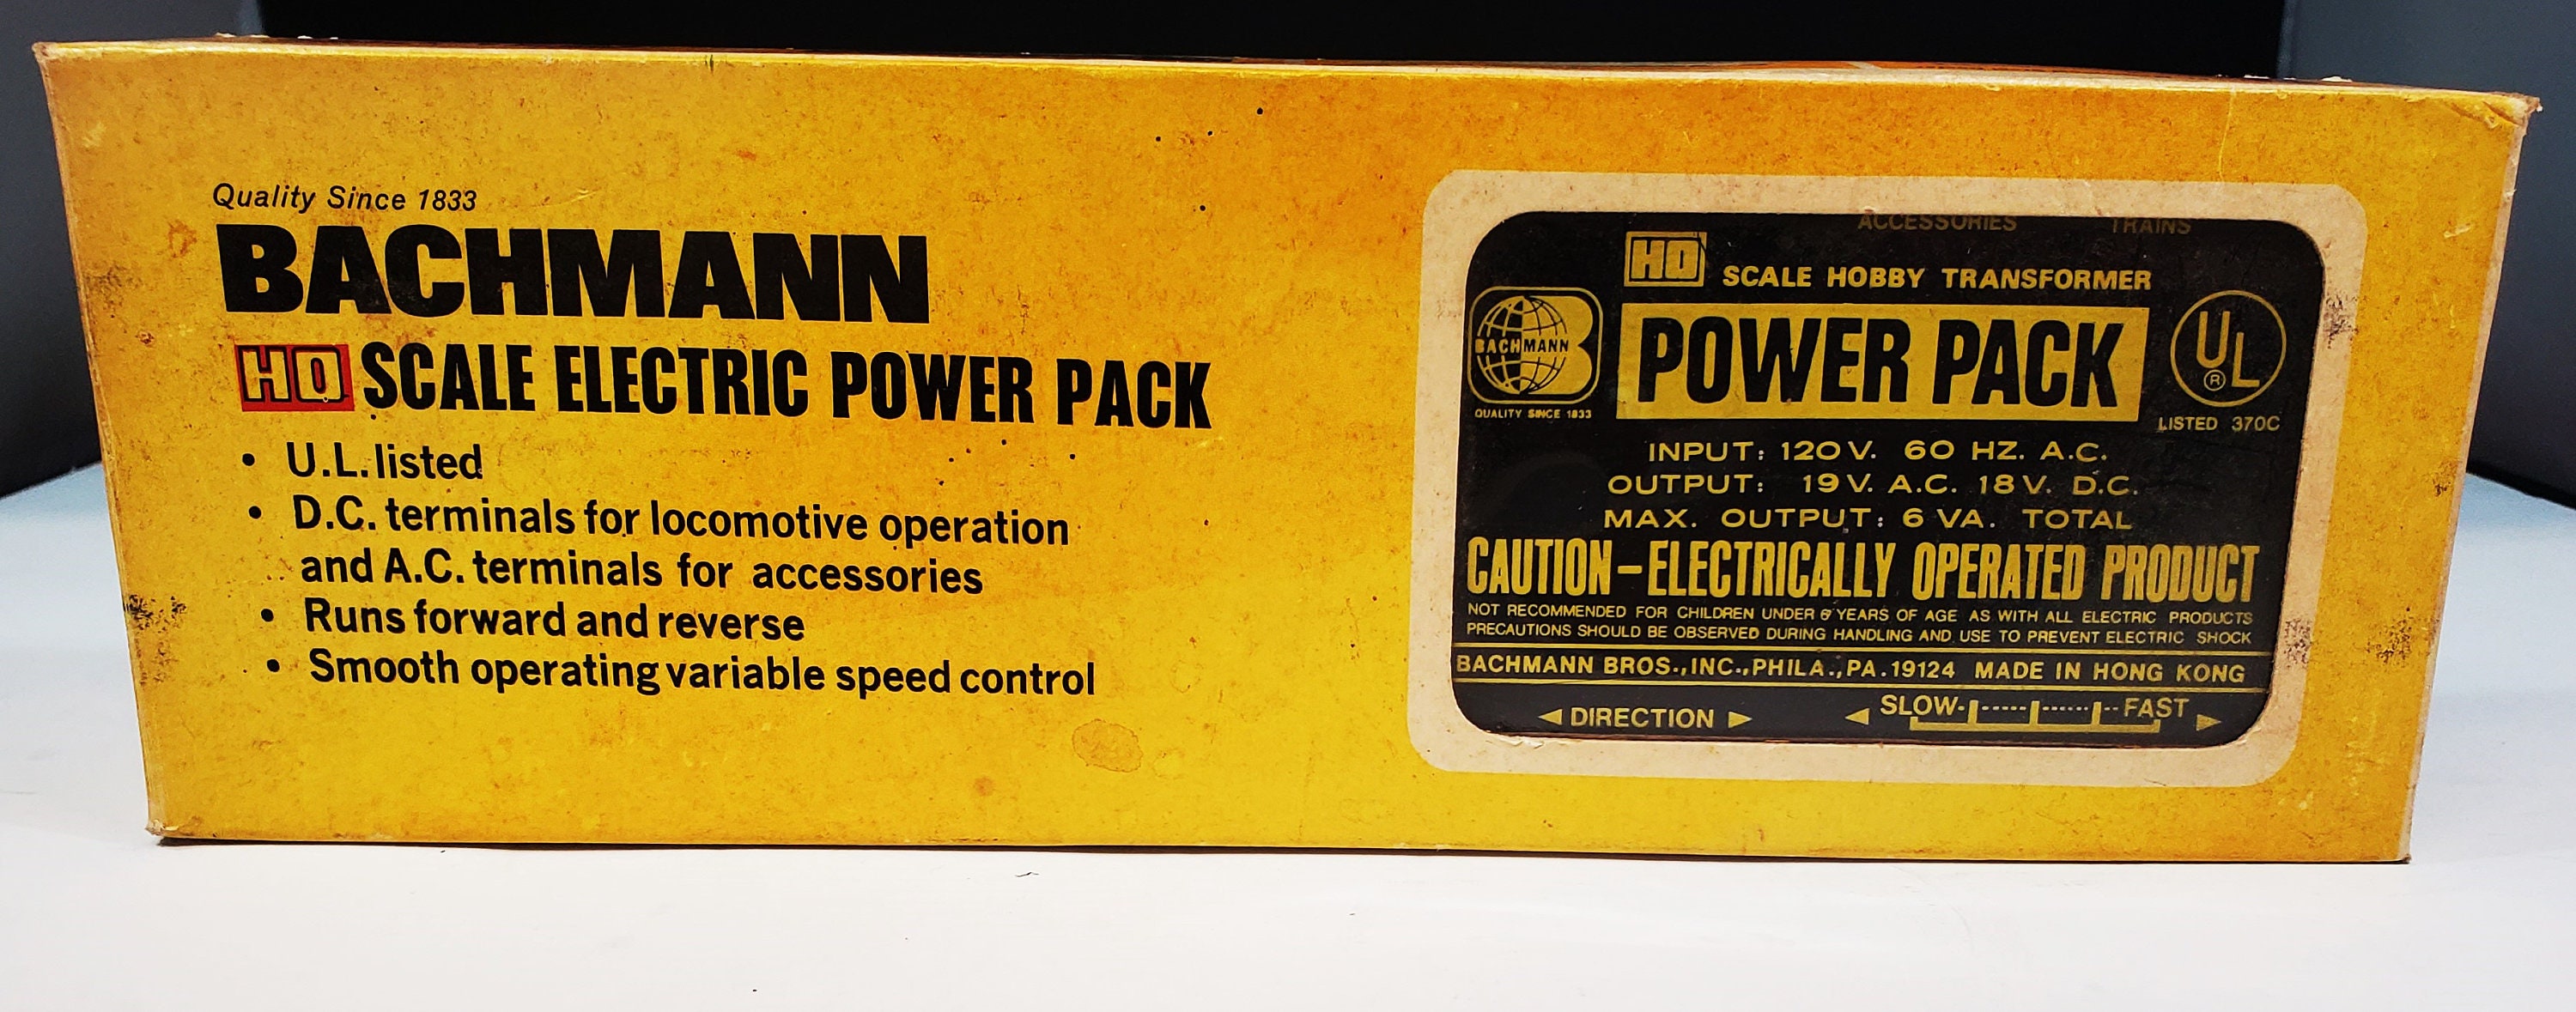 Quality Since 1833
BACHMANN
HO SCALE ELECTRIC POWER PACK
• U.L. listed
• D.C. terminals for locomotive operation
and A.C. terminals for accessories
• Runs forward and reverse
• Smooth operating variable speed control
ACCESSORIES TRAINS
HO SCALE HOBBY TRANSFORMER
BACHMANN
QUALITY SINCE 1833
POWER PACK
UL ®
LISTED 370C
INPUT: 120 V. 60 HZ. A.C.
OUTPUT: 19 V. A.C. 18 V. D.C.
MAX. OUTPUT: 6 VA. TOTAL
CAUTION – ELECTRICALLY OPERATED PRODUCT
NOT RECOMMENDED FOR CHILDREN UNDER 6 YEARS OF AGE AS WITH ALL ELECTRIC PRODUCTS
PRECAUTIONS SHOULD BE OBSERVED DURING HANDLING AND USE TO PREVENT ELECTRIC SHOCK
BACHMANN BROS., INC., PHILA., PA. 19124 MADE IN HONG KONG
◀ DIRECTION ▶ ◀ SLOW FAST ▶